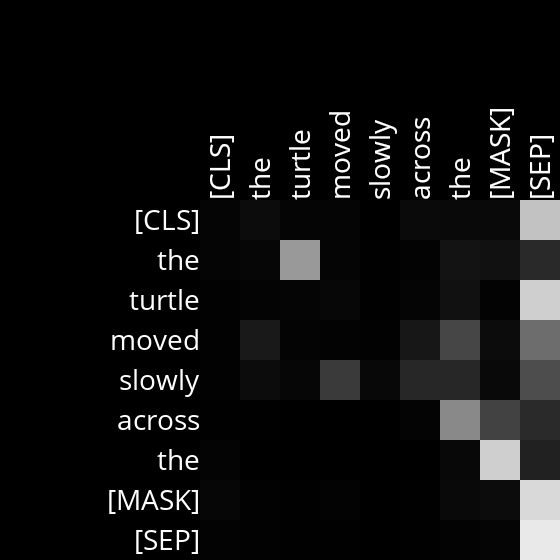 [CLS] the turtle moved slowly across the [MASK] [SEP]
[CLS]
the
turtle
moved
slowly
across
the
[MASK]
[SEP]